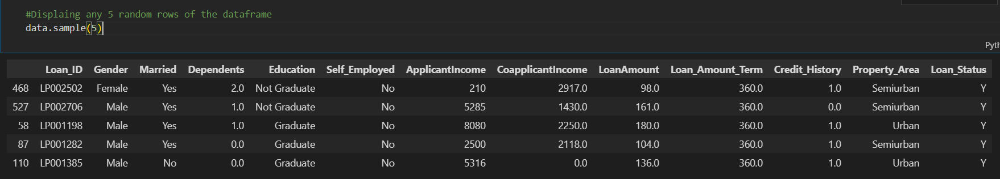 #Displaing any 5 random rows of the dataframe
data.sample(5)
Pyth
Loan_ID Gender Married Dependents Education Self_Employed ApplicantIncome CoapplicantIncome LoanAmount Loan_Amount_Term Credit_History Property_Area Loan_Status
468 LP002502 Female Yes 2.0 Not Graduate No 210 2917.0 98.0 360.0 1.0 Semiurban Y
527 LP002706 Male Yes 1.0 Not Graduate No 5285 1430.0 161.0 360.0 0.0 Semiurban Y
58 LP001198 Male Yes 1.0 Graduate No 8080 2250.0 180.0 360.0 1.0 Urban Y
87 LP001282 Male Yes 0.0 Graduate No 2500 2118.0 104.0 360.0 1.0 Semiurban Y
110 LP001385 Male No 0.0 Graduate No 5316 0.0 136.0 360.0 1.0 Urban Y